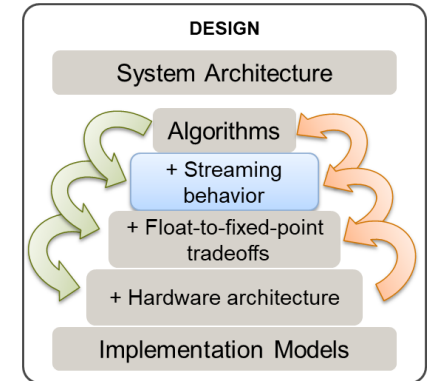 DESIGN
System Architecture
Algorithms
+ Streaming
behavior
+ Float-to-fixed-point
tradeoffs
+ Hardware architecture
Implementation Models